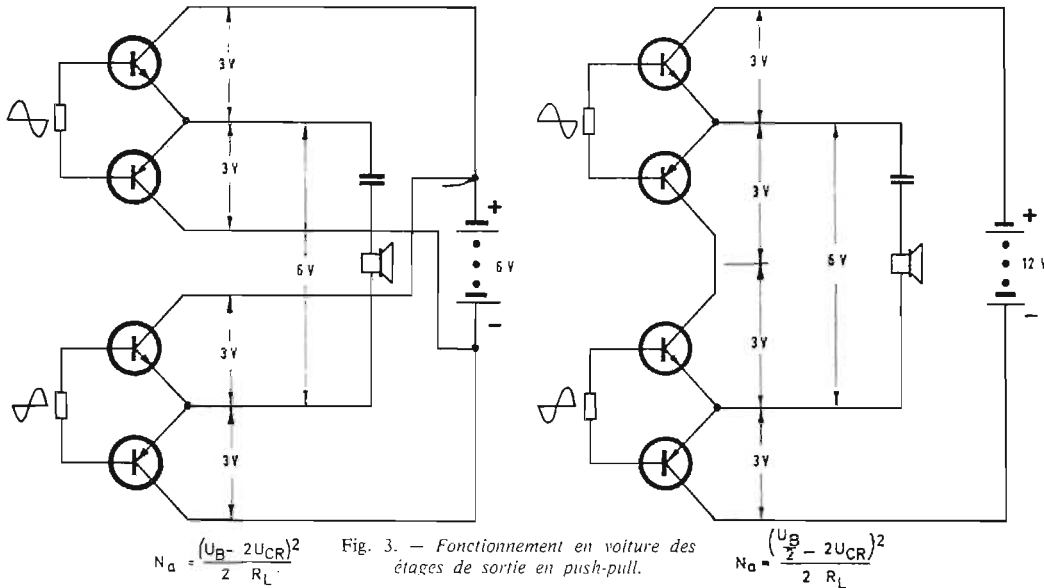 3 V
3 V
6 V
3 V
3 V
+
6 V
−
3 V
3 V
6 V
3 V
3 V
+
12 V
−
N_a = (U_B - 2U_CR)² / 2 R_L
Fig. 3. — Fonctionnement en voiture des
étages de sortie en push-pull.
N_a = (U_B/2 - 2U_CR)² / 2 R_L